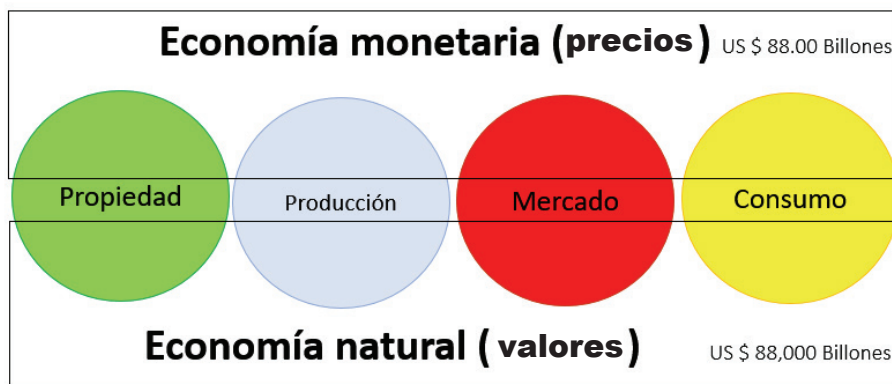 Economía monetaria (precios) US $ 88.00 Billones
Propiedad Producción Mercado Consumo
Economía natural ( valores) US $ 88,000 Billones